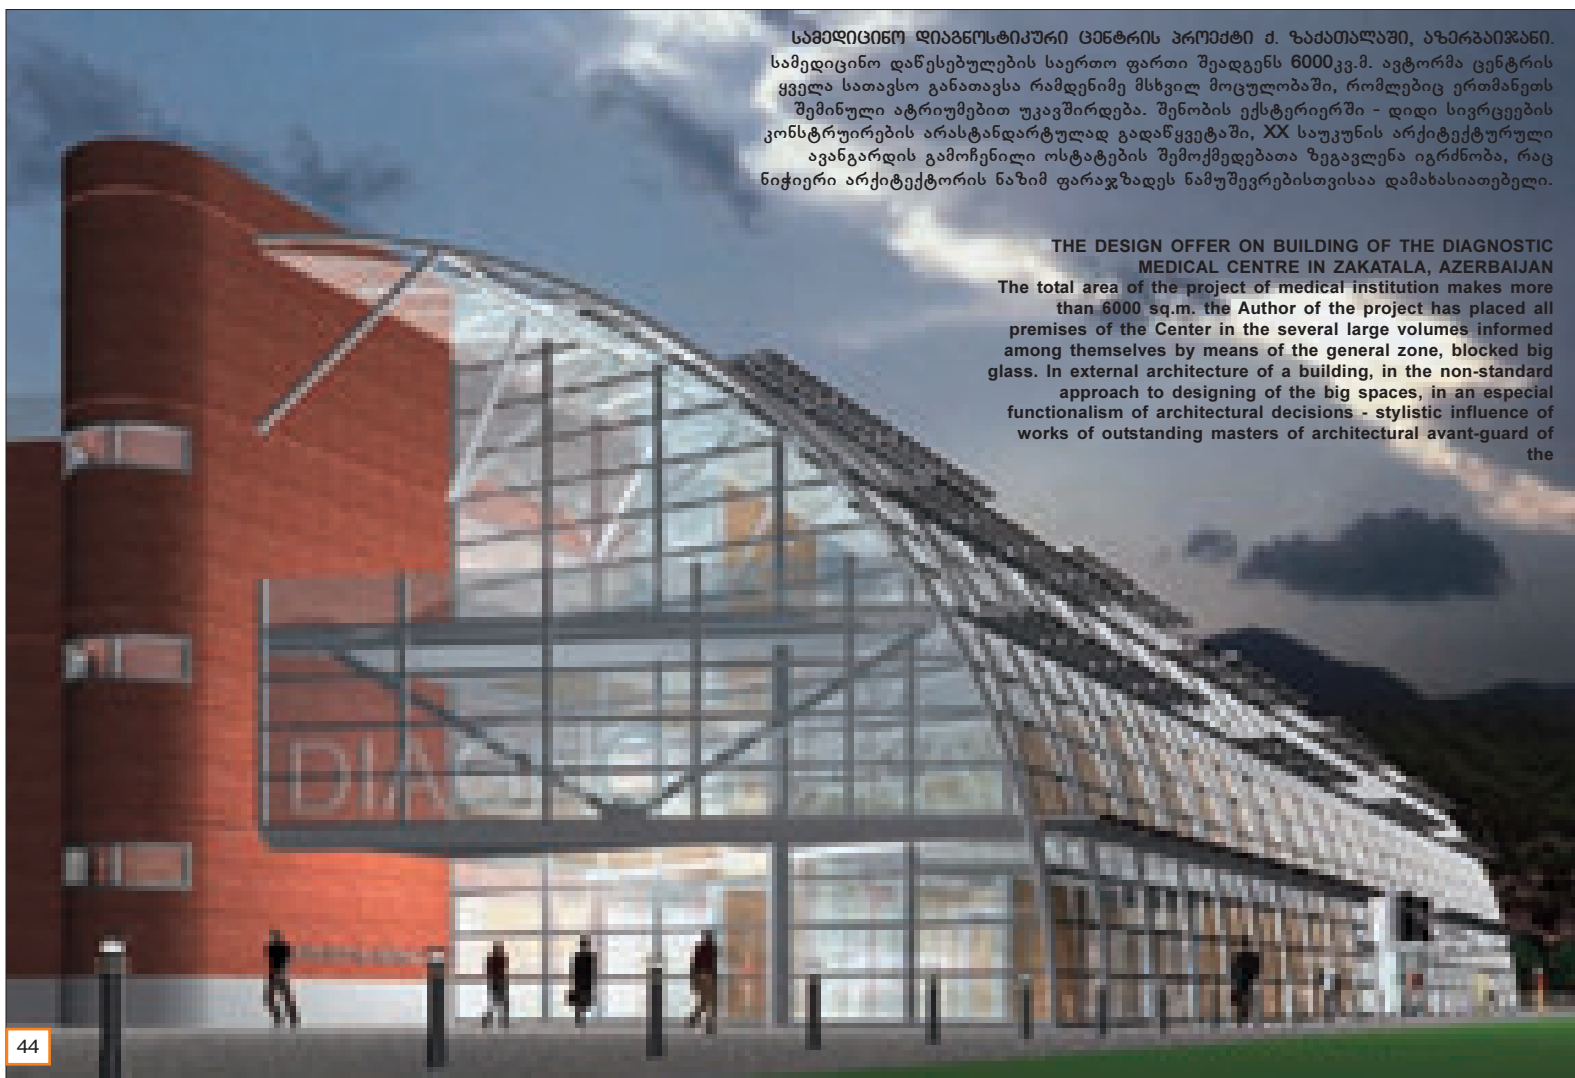 ᲡᲐᲛᲔᲓᲘᲪᲘᲜᲝ ᲓᲘᲐᲒᲜᲝᲡᲢᲘᲙᲣᲠᲘ ᲪᲔᲜᲢᲠᲘᲡ ᲞᲠᲝᲔᲥᲢᲘ Ქ. ᲖᲐᲥᲐᲗᲐᲚᲐᲨᲘ, ᲐᲖᲔᲠᲑᲐᲘᲯᲐᲜᲘ.
სამედიცინო დაწესებულების საერთო ფართი შეადგენს 6000კვ.მ. ავტორმა ცენტრის
ყველა სათავსო განათავსა რამდენიმე მსხვილ მოცულობაში, რომლებიც ერთმანეთს
შემინული ატრიუმებით უკავშირდება. შენობის ექსტერიერში - დიდი სივრცეების
კონსტრუირების არასტანდარტულად გადაწყვეტაში, XX საუკუნის არქიტექტურული
ავანგარდის გამოჩენილი ოსტატების შემოქმედებათა ზეგავლენა იგრძნობა, რაც
ნიჭიერი არქიტექტორის ნაზიმ ფარაჯზადეს ნამუშევრებისთვისაა დამახასიათებელი.
THE DESIGN OFFER ON BUILDING OF THE DIAGNOSTIC
MEDICAL CENTRE IN ZAKATALA, AZERBAIJAN
The total area of the project of medical institution makes more
than 6000 sq.m. the Author of the project has placed all
premises of the Center in the several large volumes informed
among themselves by means of the general zone, blocked big
glass. In external architecture of a building, in the non-standard
approach to designing of the big spaces, in an especial
functionalism of architectural decisions - stylistic influence of
works of outstanding masters of architectural avant-guard of
the
44